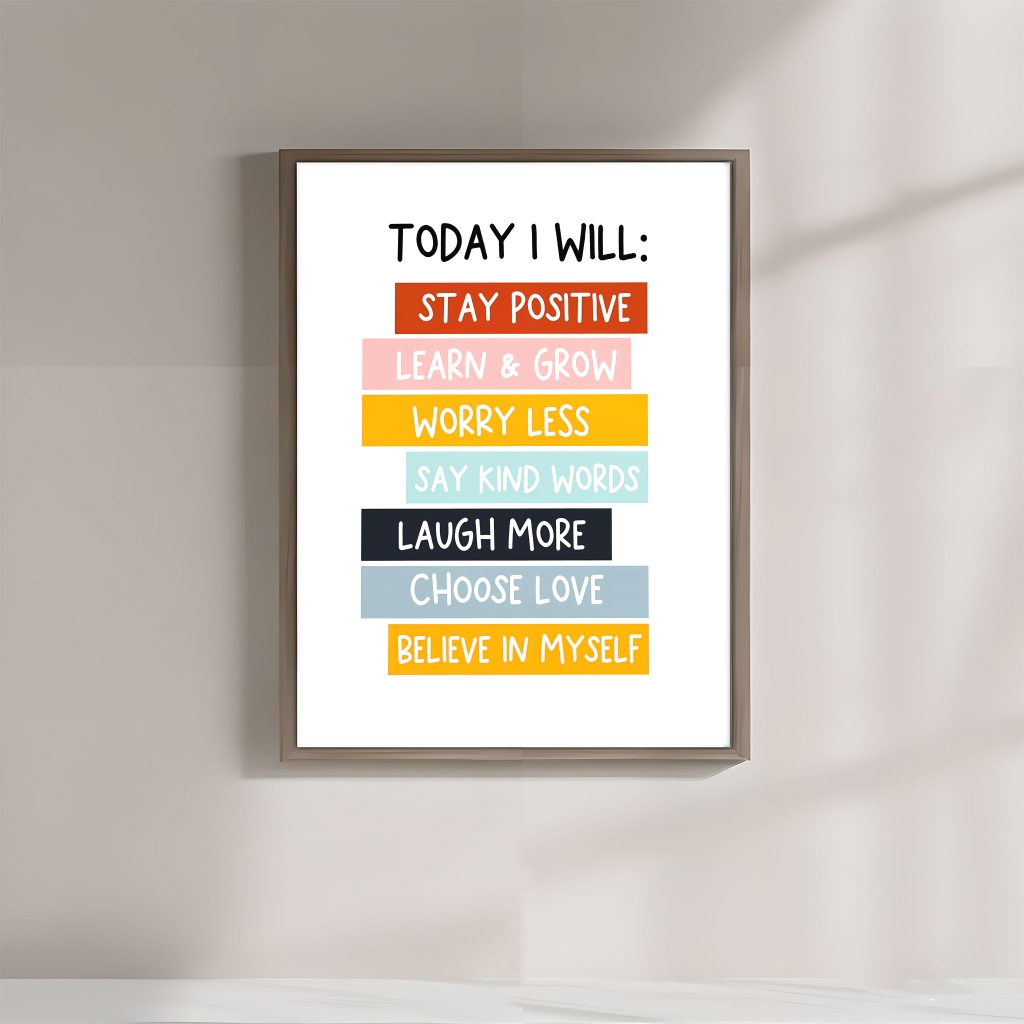 TODAY I WILL:
STAY POSITIVE
LEARN & GROW
WORRY LESS
SAY KIND WORDS
LAUGH MORE
CHOOSE LOVE
BELIEVE IN MYSELF